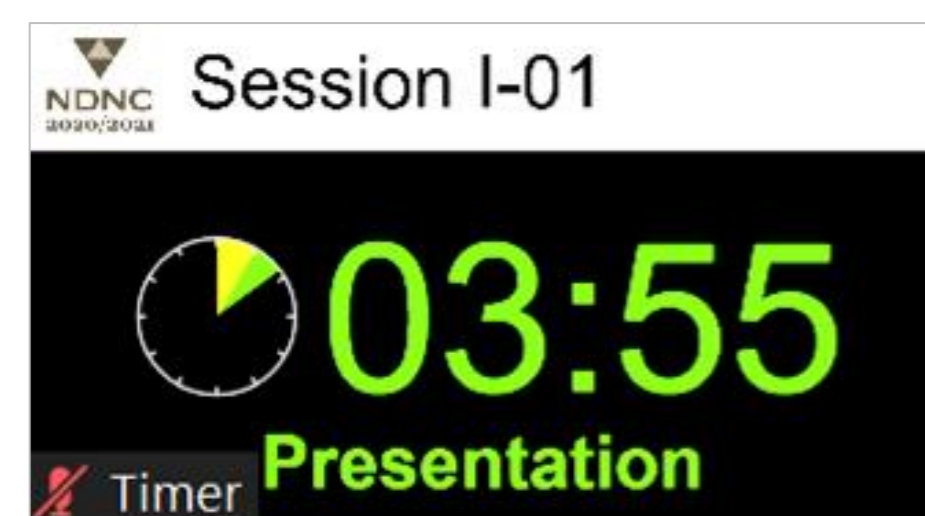 NDNC
2020/2021
Session I-01
03:55
Presentation
Timer